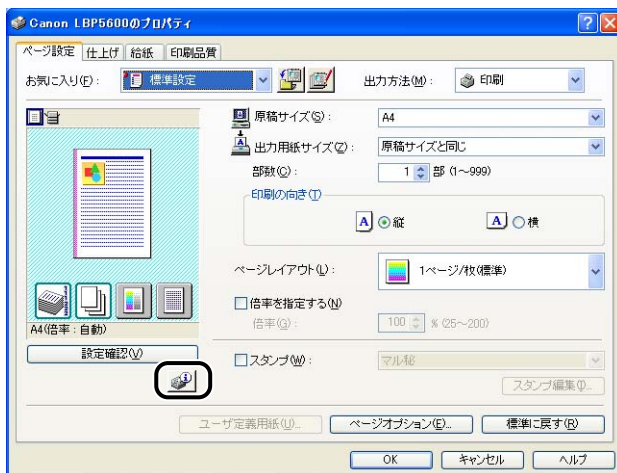 Canon LBP5600のプロパティ
ページ設定 仕上げ 給紙 印刷品質
お気に入り(F): 標準設定 出力方法(M): 印刷
原稿サイズ(S): A4
出力用紙サイズ(Z): 原稿サイズと同じ
部数(C): 1 部 (1~999)
印刷の向き(T)
A 縦 A 横
ページレイアウト(L): 1ページ/枚(標準)
倍率を指定する(N)
A4(倍率:自動) 倍率(G): 100 % (25~200)
設定確認(V) スタンプ(W): マル秘
スタンプ編集(I)...
ユーザ定義用紙(U)... ページオプション(E)... 標準に戻す(R)
OK キャンセル ヘルプ